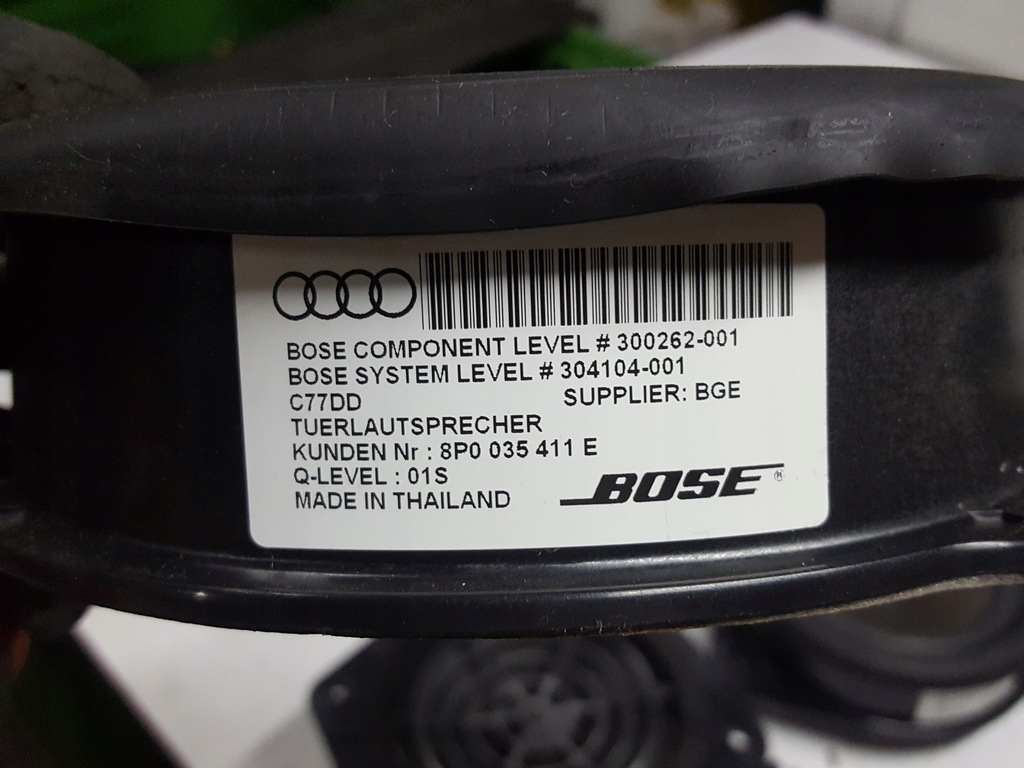 BOSE COMPONENT LEVEL # 300262-001
BOSE SYSTEM LEVEL # 304104-001
C77DD SUPPLIER: BGE
TUERLAUTSPRECHER
KUNDEN Nr : 8P0 035 411 E
Q-LEVEL : 01S
MADE IN THAILAND
BOSE ®